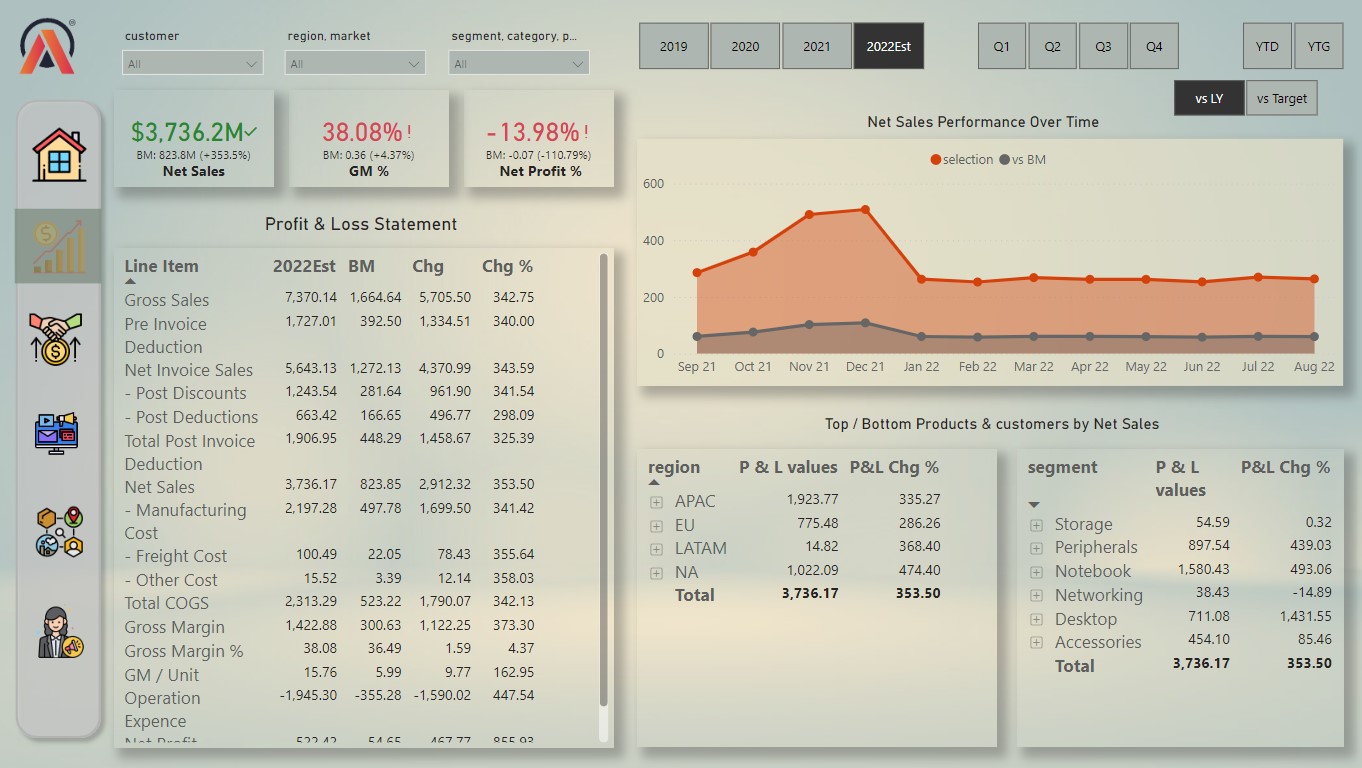 customer
region, market
segment, category, p...
All
All
All
2019
2020
2021
2022Est
Q1
Q2
Q3
Q4
YTD
YTG
vs LY
vs Target
$3,736.2M
BM: 823.8M (+353.5%)
Net Sales
38.08% !
BM: 0.36 (+4.37%)
GM %
-13.98% !
BM: -0.07 (-110.79%)
Net Profit %
Net Sales Performance Over Time
selection
vs BM
600
400
200
0
Sep 21 Oct 21 Nov 21 Dec 21 Jan 22 Feb 22 Mar 22 Apr 22 May 22 Jun 22 Jul 22 Aug 22
Profit & Loss Statement
Line Item 2022Est BM Chg Chg %
Gross Sales 7,370.14 1,664.64 5,705.50 342.75
Pre Invoice 1,727.01 392.50 1,334.51 340.00
Deduction
Net Invoice Sales 5,643.13 1,272.13 4,370.99 343.59
- Post Discounts 1,243.54 281.64 961.90 341.54
- Post Deductions 663.42 166.65 496.77 298.09
Total Post Invoice 1,906.95 448.29 1,458.67 325.39
Deduction
Net Sales 3,736.17 823.85 2,912.32 353.50
- Manufacturing 2,197.28 497.78 1,699.50 341.42
Cost
- Freight Cost 100.49 22.05 78.43 355.64
- Other Cost 15.52 3.39 12.14 358.03
Total COGS 2,313.29 523.22 1,790.07 342.13
Gross Margin 1,422.88 300.63 1,122.25 373.30
Gross Margin % 38.08 36.49 1.59 4.37
GM / Unit 15.76 5.99 9.77 162.95
Operation -1,945.30 -355.28 -1,590.02 447.54
Expence
Net Profit
Top / Bottom Products & customers by Net Sales
region P & L values P&L Chg %
APAC 1,923.77 335.27
EU 775.48 286.26
LATAM 14.82 368.40
NA 1,022.09 474.40
Total 3,736.17 353.50
segment P & L P&L Chg %
values
Storage 54.59 0.32
Peripherals 897.54 439.03
Notebook 1,580.43 493.06
Networking 38.43 -14.89
Desktop 711.08 1,431.55
Accessories 454.10 85.46
Total 3,736.17 353.50